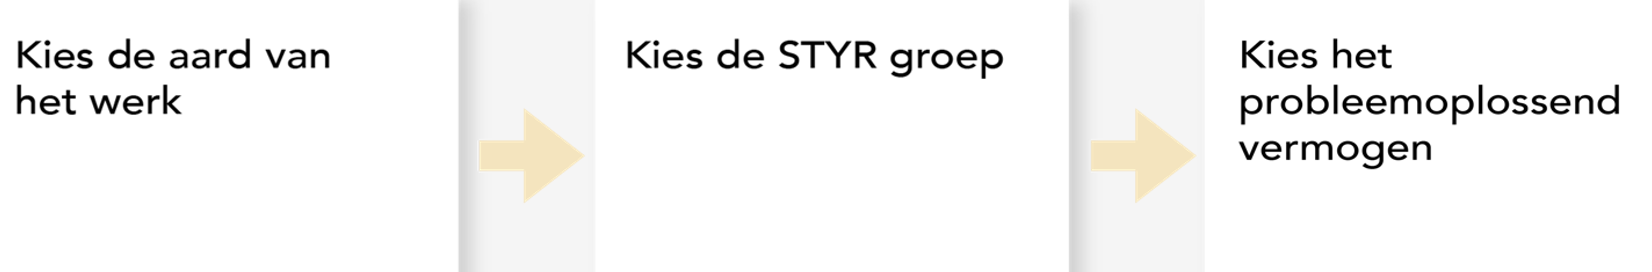 Kies de aard van
het werk
Kies de STYR groep
Kies het
probleemoplossend
vermogen